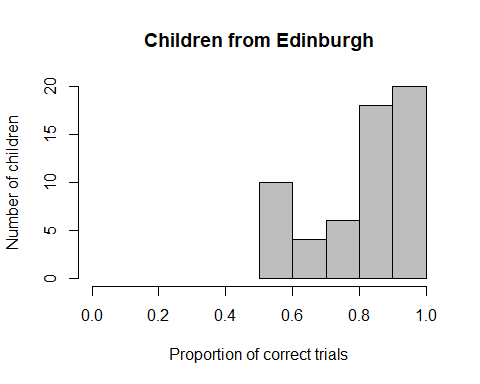 Children from Edinburgh
Number of children
20
15
10
5
0
0.0 0.2 0.4 0.6 0.8 1.0
Proportion of correct trials